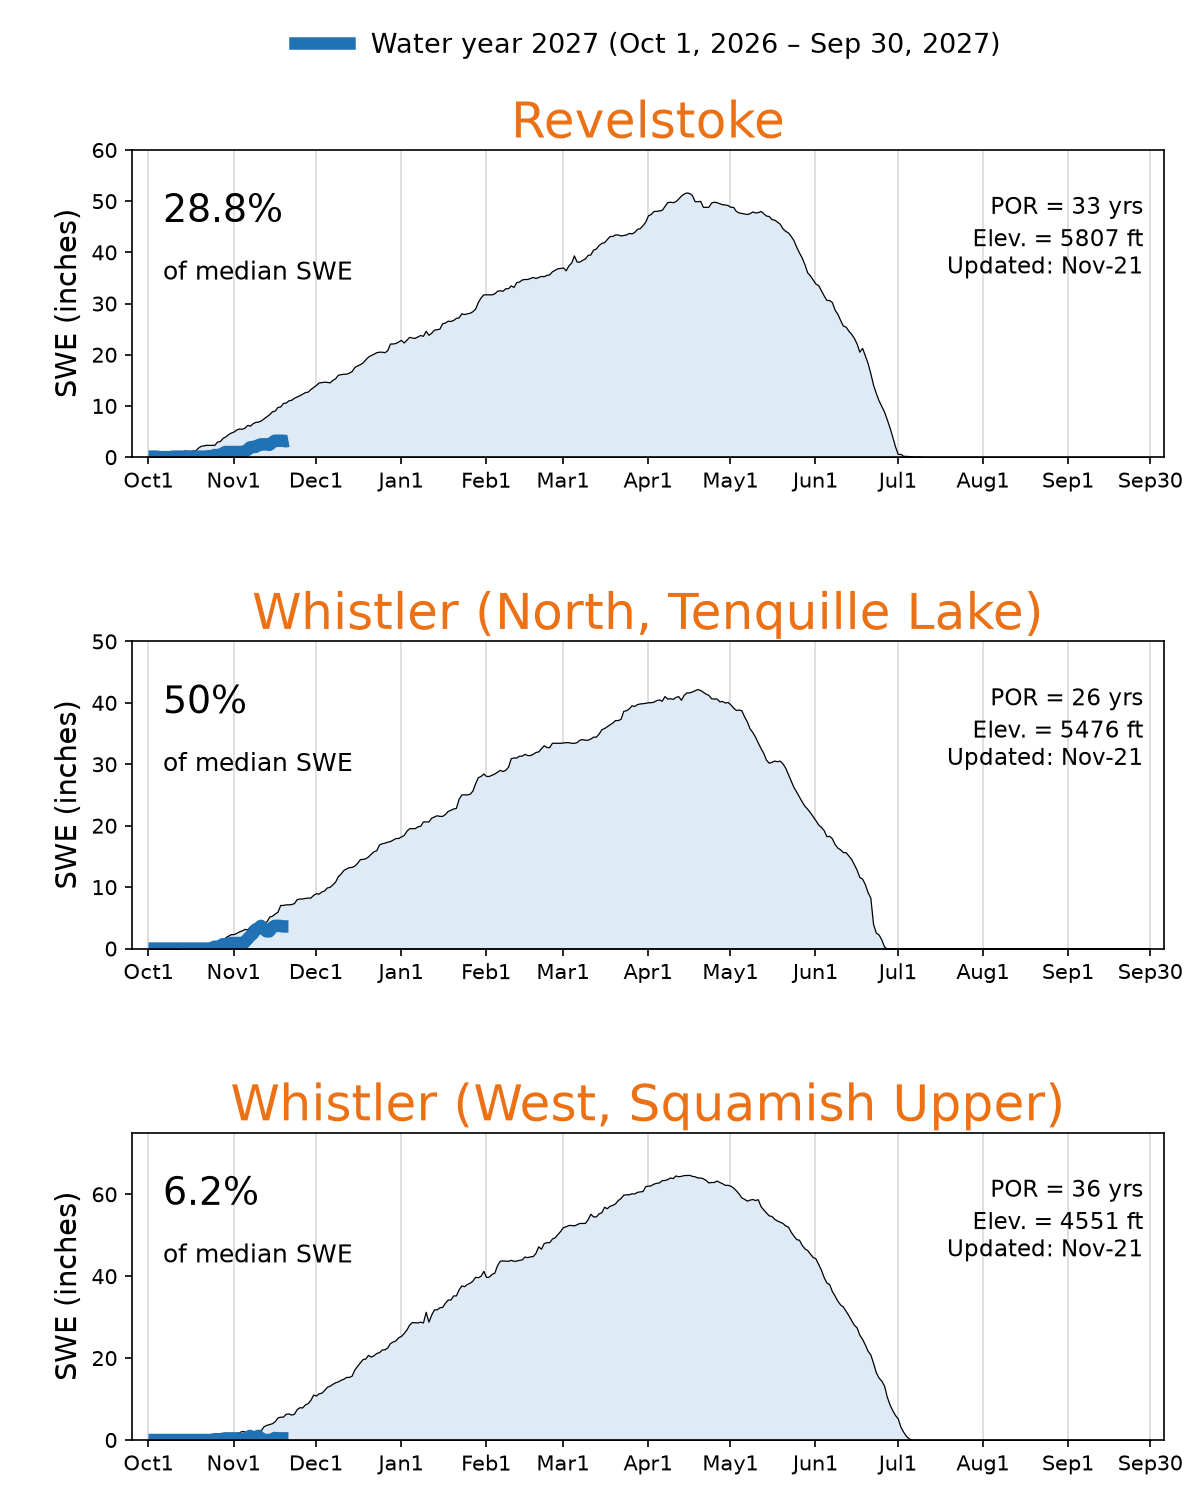 Water year 2027 (Oct 1, 2026 – Sep 30, 2027)
Revelstoke
60
50
40
30
20
10
0
SWE (inches)
28.8%
of median SWE
POR = 33 yrs
Elev. = 5807 ft
Updated: Nov-21
Oct1 Nov1 Dec1 Jan1 Feb1 Mar1 Apr1 May1 Jun1 Jul1 Aug1 Sep1 Sep30
Whistler (North, Tenquille Lake)
50
40
30
20
10
0
SWE (inches)
50%
of median SWE
POR = 26 yrs
Elev. = 5476 ft
Updated: Nov-21
Oct1 Nov1 Dec1 Jan1 Feb1 Mar1 Apr1 May1 Jun1 Jul1 Aug1 Sep1 Sep30
Whistler (West, Squamish Upper)
60
40
20
0
SWE (inches)
6.2%
of median SWE
POR = 36 yrs
Elev. = 4551 ft
Updated: Nov-21
Oct1 Nov1 Dec1 Jan1 Feb1 Mar1 Apr1 May1 Jun1 Jul1 Aug1 Sep1 Sep30